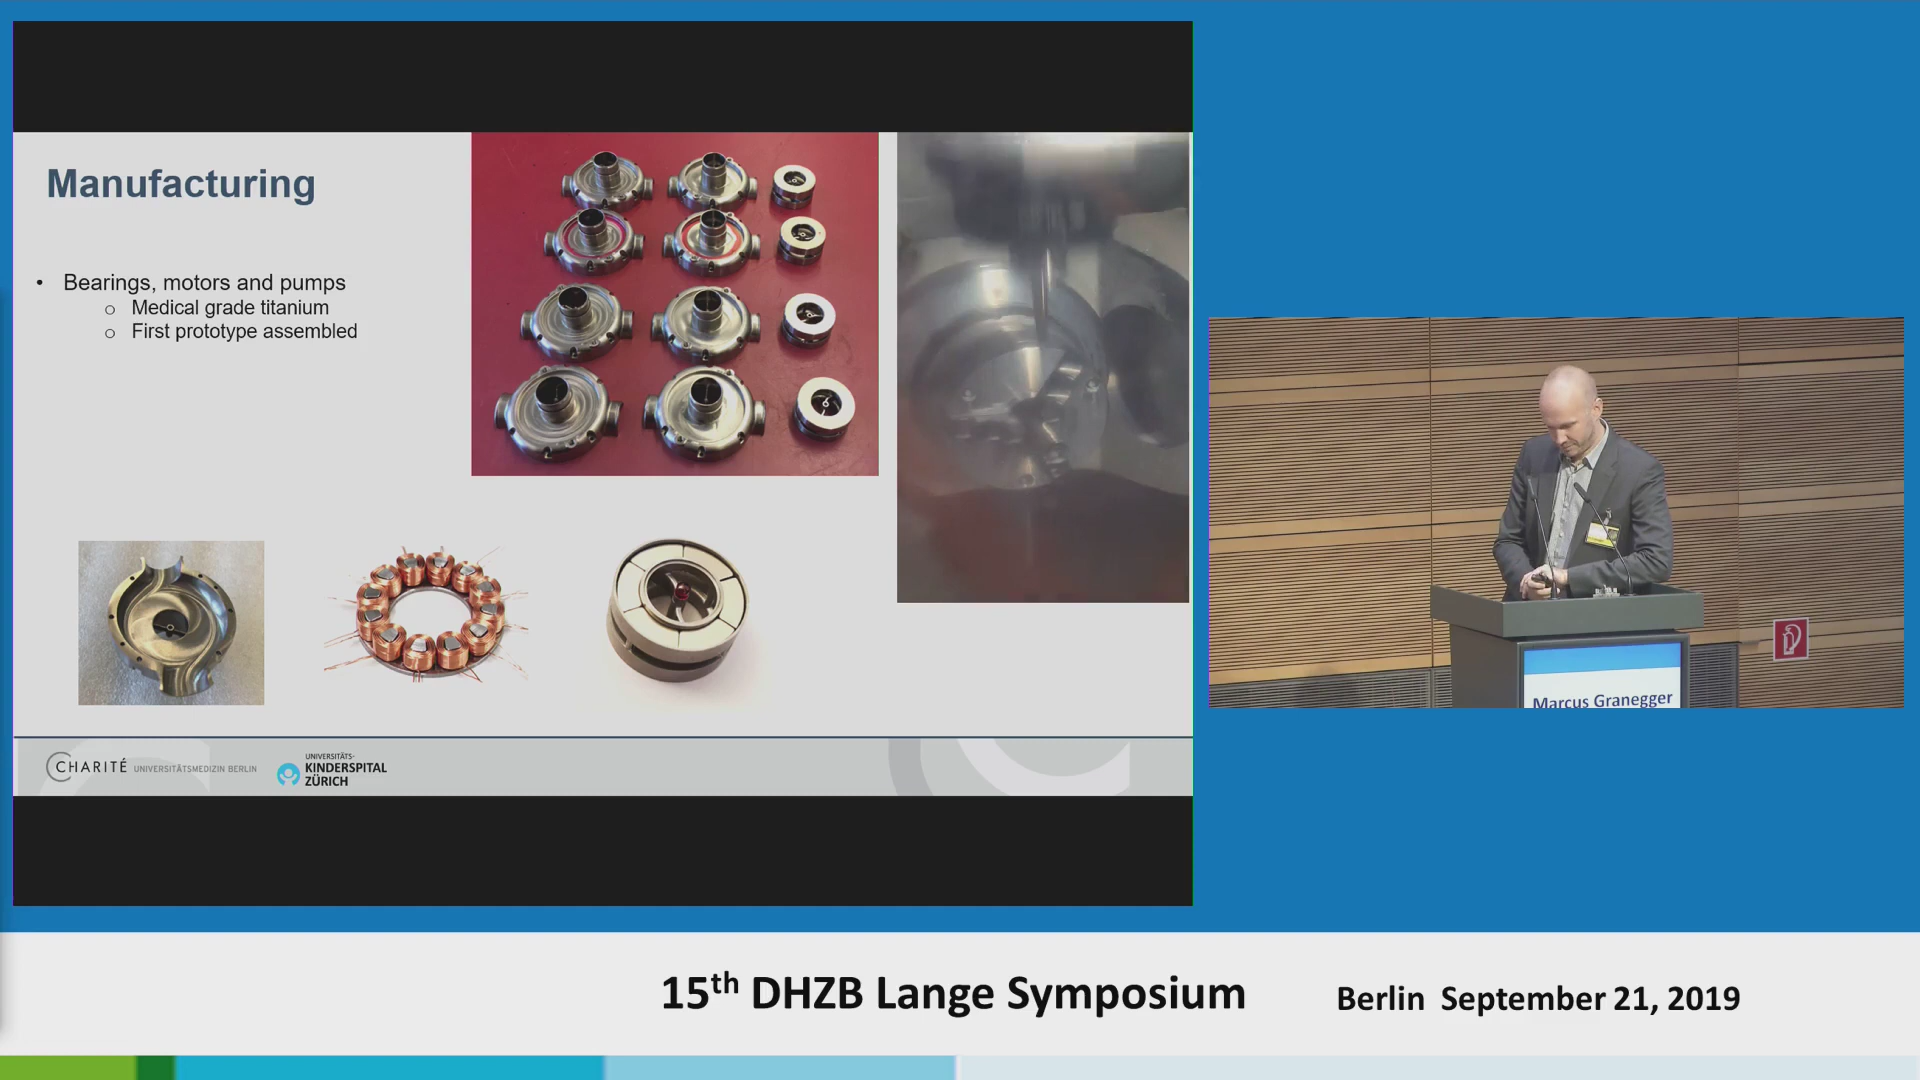 Manufacturing
• Bearings, motors and pumps
o Medical grade titanium
o First prototype assembled
CHARITÉ UNIVERSITÄTSMEDIZIN BERLIN
UNIVERSITÄTS-
KINDERSPITAL
ZÜRICH
Marcus Granegger
15th DHZB Lange Symposium
Berlin September 21, 2019